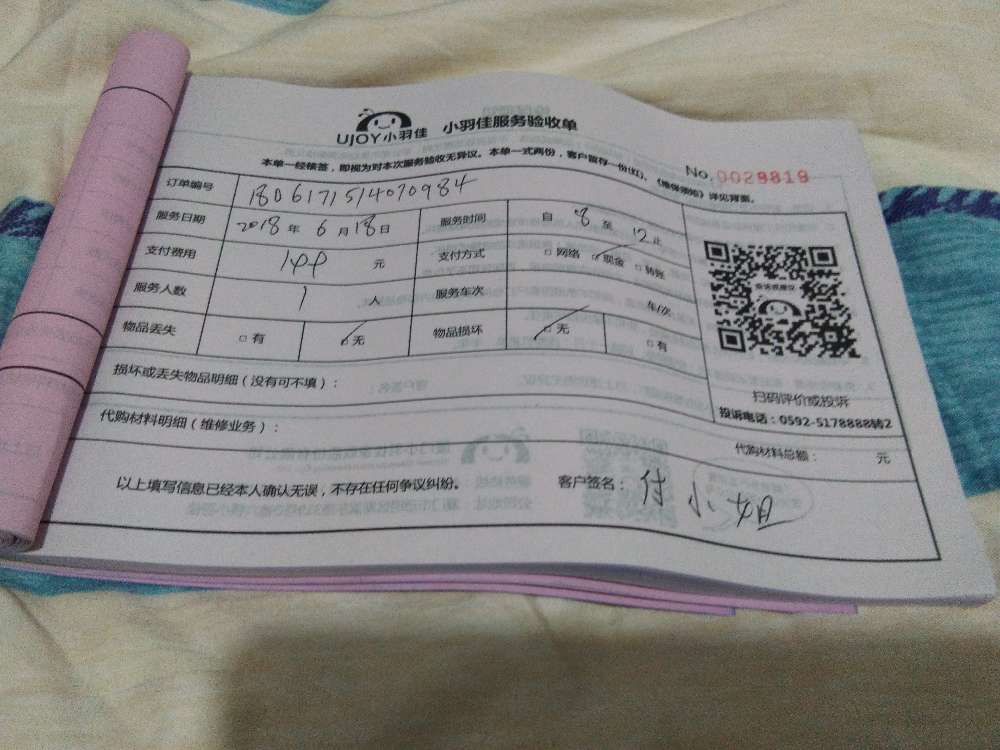 UJOY小羽佳 小羽佳服务验收单
No. 0029819
本单一经核签，即视为对本次服务验收无异议。本单一式两份，客户留存一份(红)，《维保须知》详见背面。
订单编号 1806171514070984
服务日期 2018 年 6 月 18 日 服务时间 自 8 至 12 止
支付费用 元 支付方式 □网络 ☑现金 □转账
服务人数 1 人 服务车次 车/次
物品丢失 □有 ☑无 物品损坏 ☑无 □有
损坏或丢失物品明细（没有可不填）：
代购材料明细（维修业务）：
扫码评价或投诉
投诉电话：0592-5178888转2
代购材料总额： 元
以上填写信息已经本人确认无误，不存在任何争议纠纷。 客户签名： 付小姐